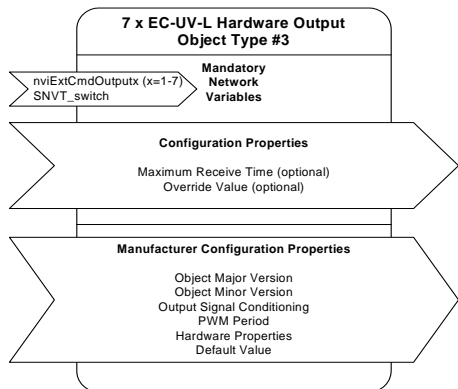 7 x EC-UV-L Hardware Output
Object Type #3
Mandatory
Network
Variables
nviExtCmdOutputx (x=1-7)
SNVT_switch
Configuration Properties
Maximum Receive Time (optional)
Override Value (optional)
Manufacturer Configuration Properties
Object Major Version
Object Minor Version
Output Signal Conditioning
PWM Period
Hardware Properties
Default Value